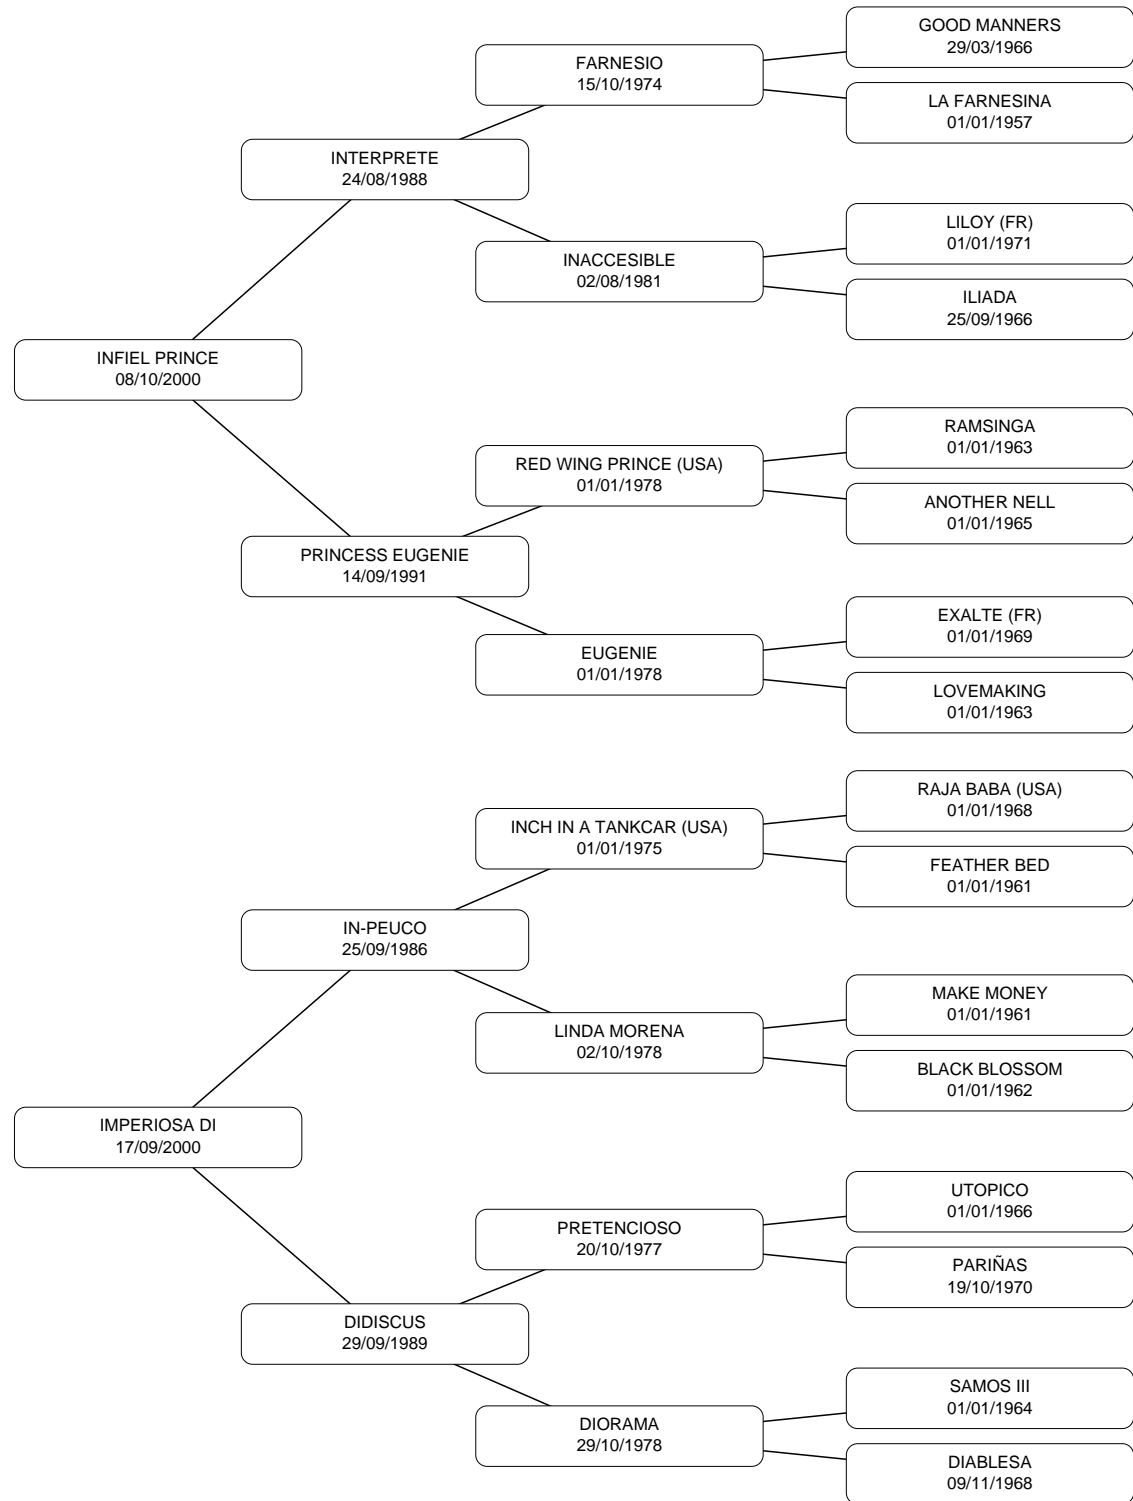 GOOD MANNERS
29/03/1966
FARNESIO
15/10/1974
LA FARNESINA
01/01/1957
INTERPRETE
24/08/1988
LILOY (FR)
01/01/1971
INACCESIBLE
02/08/1981
ILIADA
25/09/1966
INFIEL PRINCE
08/10/2000
RAMSINGA
01/01/1963
RED WING PRINCE (USA)
01/01/1978
ANOTHER NELL
01/01/1965
PRINCESS EUGENIE
14/09/1991
EXALTE (FR)
01/01/1969
EUGENIE
01/01/1978
LOVEMAKING
01/01/1963
RAJA BABA (USA)
01/01/1968
INCH IN A TANKCAR (USA)
01/01/1975
FEATHER BED
01/01/1961
IN-PEUCO
25/09/1986
MAKE MONEY
01/01/1961
LINDA MORENA
02/10/1978
BLACK BLOSSOM
01/01/1962
IMPERIOSA DI
17/09/2000
UTOPICO
01/01/1966
PRETENCIOSO
20/10/1977
PARIÑAS
19/10/1970
DIDISCUS
29/09/1989
SAMOS III
01/01/1964
DIORAMA
29/10/1978
DIABLESA
09/11/1968